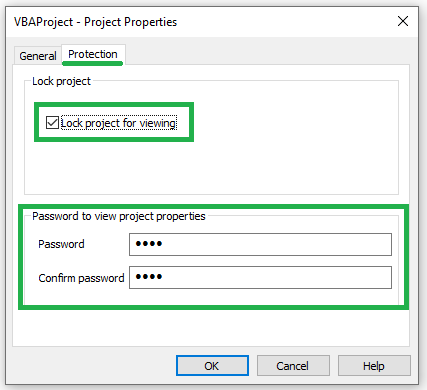 VBAProject - Project Properties
General
Protection
Lock project
Lock project for viewing
Password to view project properties
Password ••••
Confirm password ••••
OK Cancel Help